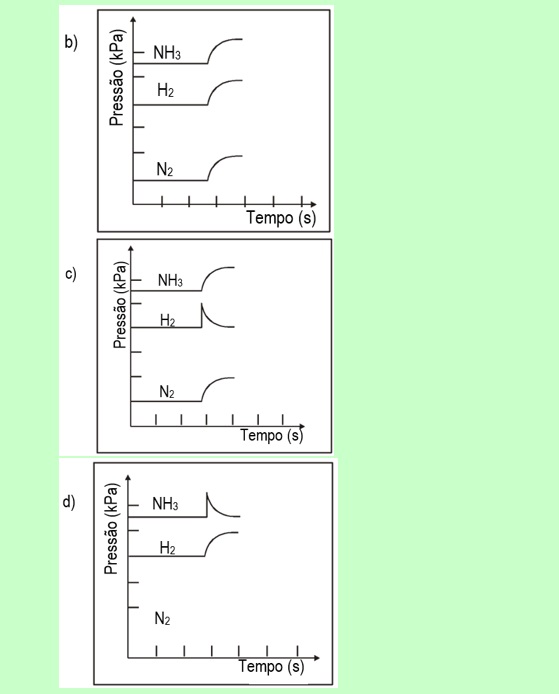 b)
Pressão (kPa)
NH₃
H₂
N₂
Tempo (s)
c)
Pressão (kPa)
NH₃
H₂
N₂
Tempo (s)
d)
Pressão (kPa)
NH₃
H₂
N₂
Tempo (s)